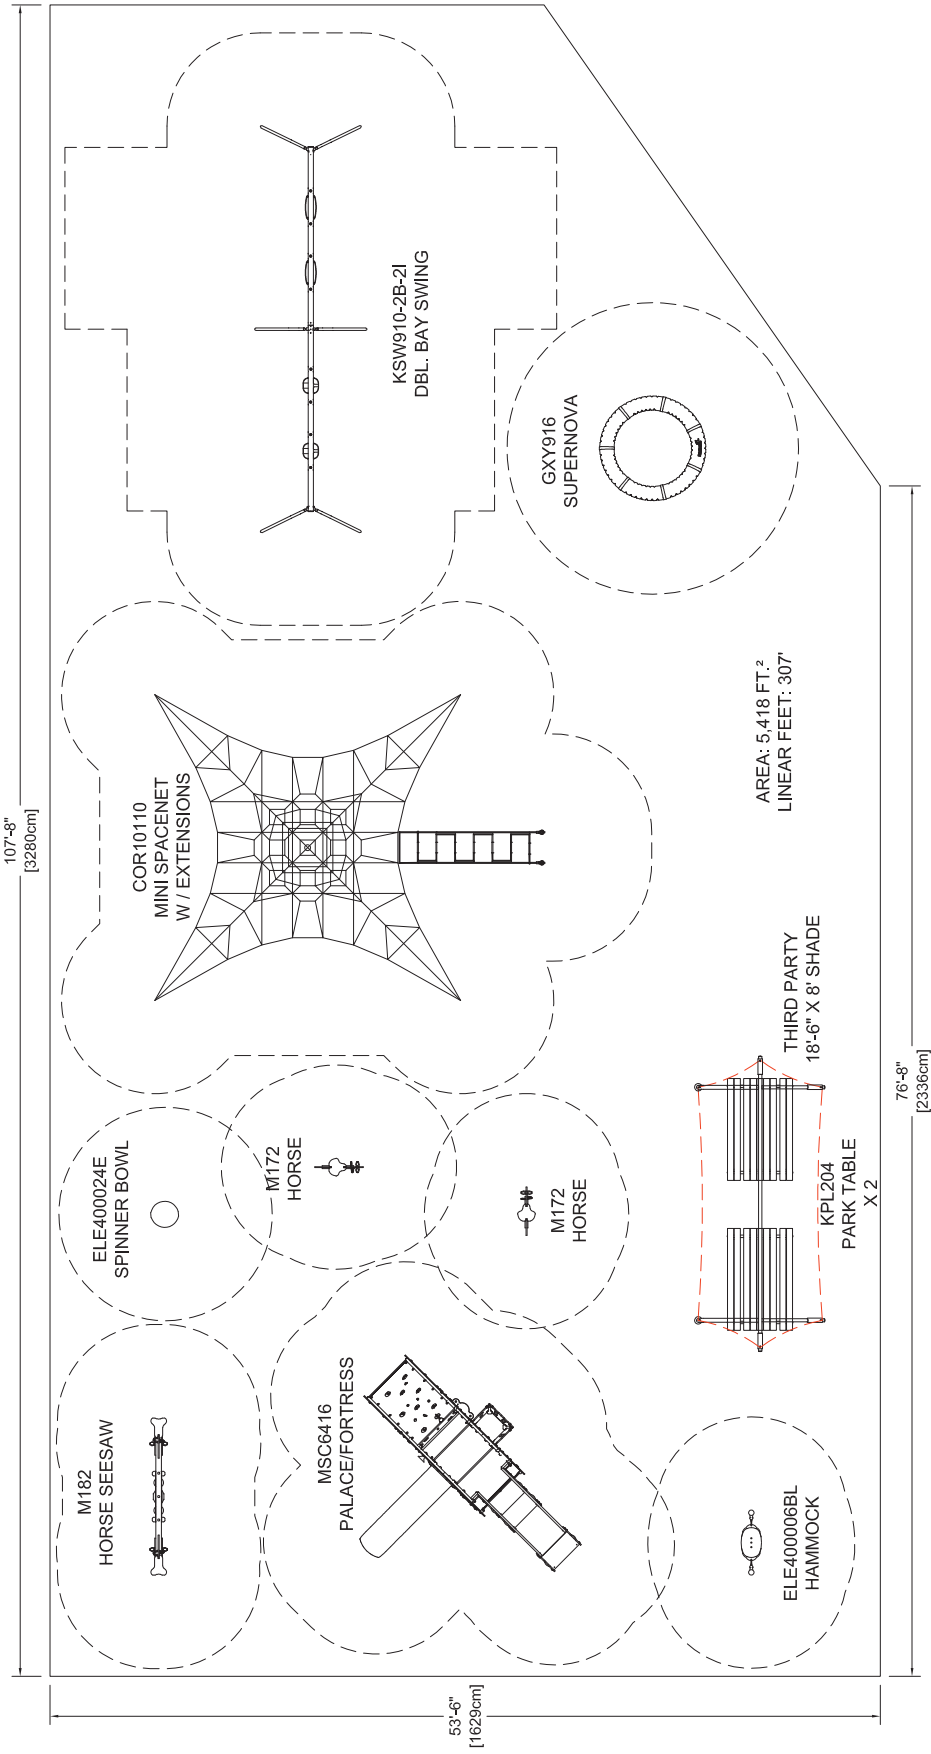 107'-8"
[3280cm]
KSW910-2B-2I
DBL. BAY SWING
GXY916
SUPERNOVA
COR10110
MINI SPACENET
W / EXTENSIONS
AREA: 5,418 FT.²
LINEAR FEET: 307'
THIRD PARTY
18'-6" X 8' SHADE
76'-8"
[2336cm]
ELE400024E
SPINNER BOWL
M172
HORSE
M172
HORSE
KPL204
PARK TABLE
X 2
M182
HORSE SEESAW
MSC6416
PALACE/FORTRESS
ELE400006BL
HAMMOCK
53'-6"
[1629cm]